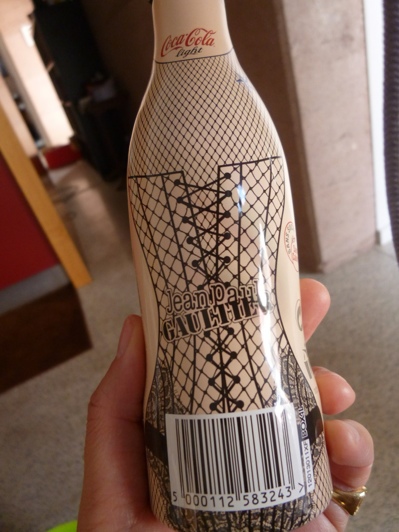 Coca-Cola
light
Jean Paul
GAULTIER
5 000112 583243 >